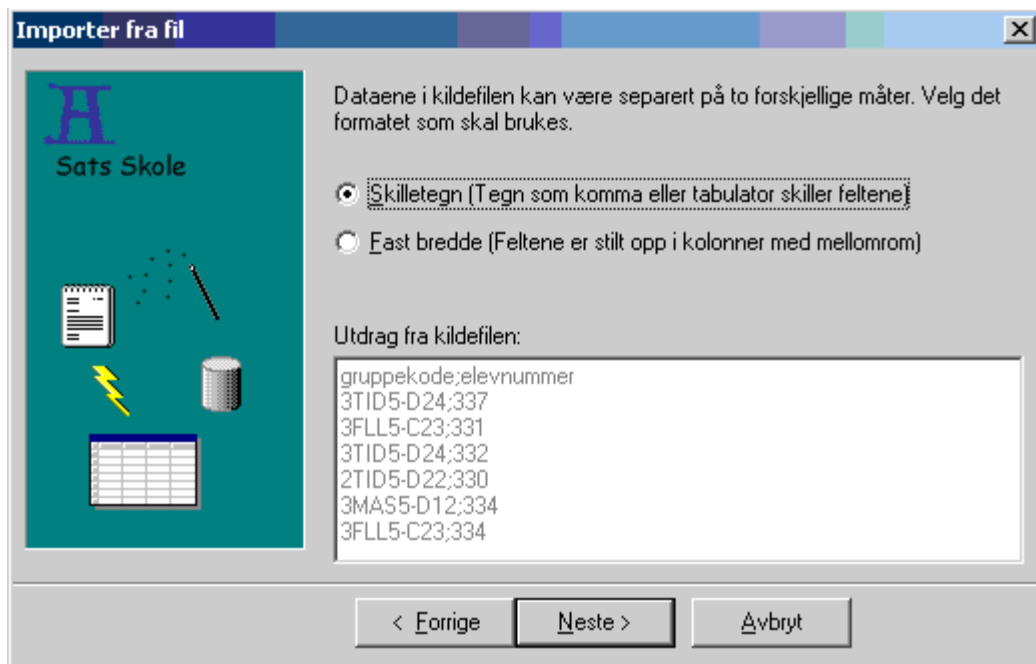 Importer fra fil
A
Sats Skole
Dataene i kildefilen kan være separert på to forskjellige måter. Velg det
formatet som skal brukes.
Skilletegn (Tegn som komma eller tabulator skiller feltene)
Fast bredde (Feltene er stilt opp i kolonner med mellomrom)
Utdrag fra kildefilen:
gruppekode;elevnummer
3TID5-D24;337
3FLL5-C23;331
3TID5-D24;332
2TID5-D22;330
3MAS5-D12;334
3FLL5-C23;334
< Forrige
Neste >
Avbryt